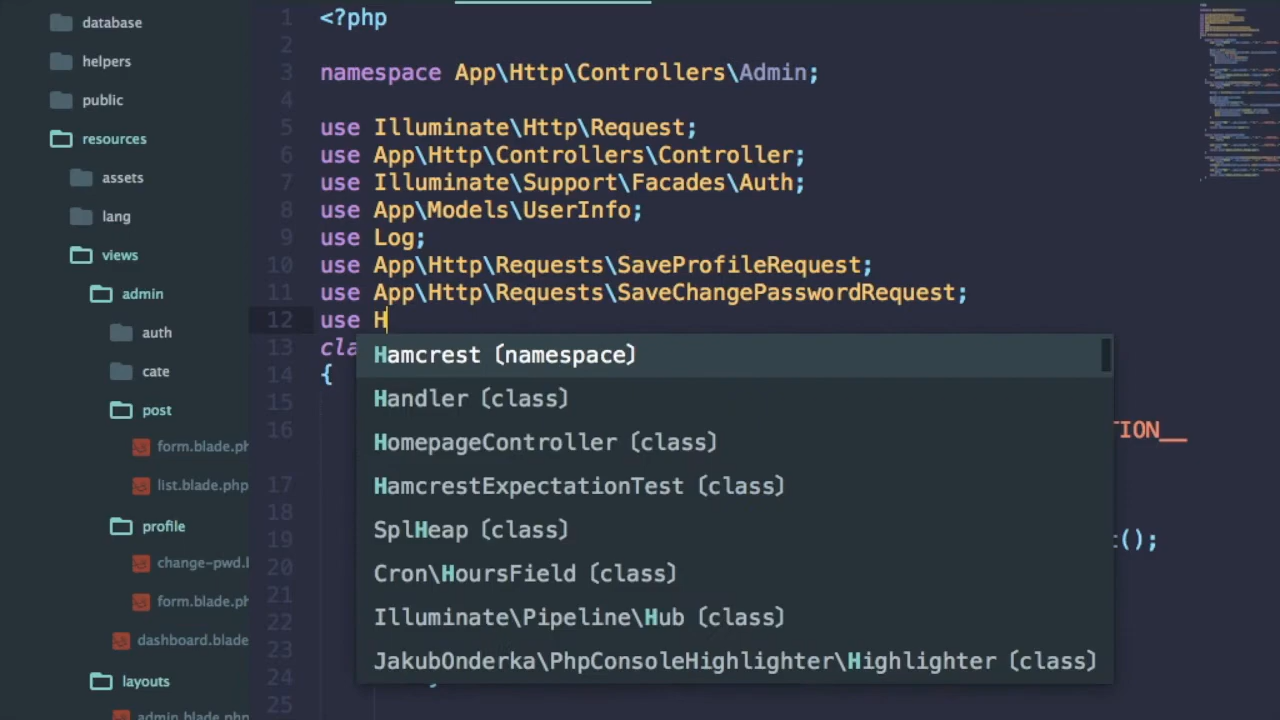 database
helpers
public
resources
assets
lang
views
admin
auth
cate
post
form.blade.ph
list.blade.php
profile
change-pwd.b
form.blade.ph
dashboard.blade
layouts
admin.blade.php
1 <?php
2
3 namespace App\Http\Controllers\Admin;
4
5 use Illuminate\Http\Request;
6 use App\Http\Controllers\Controller;
7 use Illuminate\Support\Facades\Auth;
8 use App\Models\UserInfo;
9 use Log;
10 use App\Http\Requests\SaveProfileRequest;
11 use App\Http\Requests\SaveChangePasswordRequest;
12 use H
13 cla
14 {
15
16 TION__
17
18
19 t();
20
21
22
23
24
25
Hamcrest (namespace)
Handler (class)
HomepageController (class)
HamcrestExpectationTest (class)
SplHeap (class)
Cron\HoursField (class)
Illuminate\Pipeline\Hub (class)
JakubOnderka\PhpConsoleHighlighter\Highlighter (class)